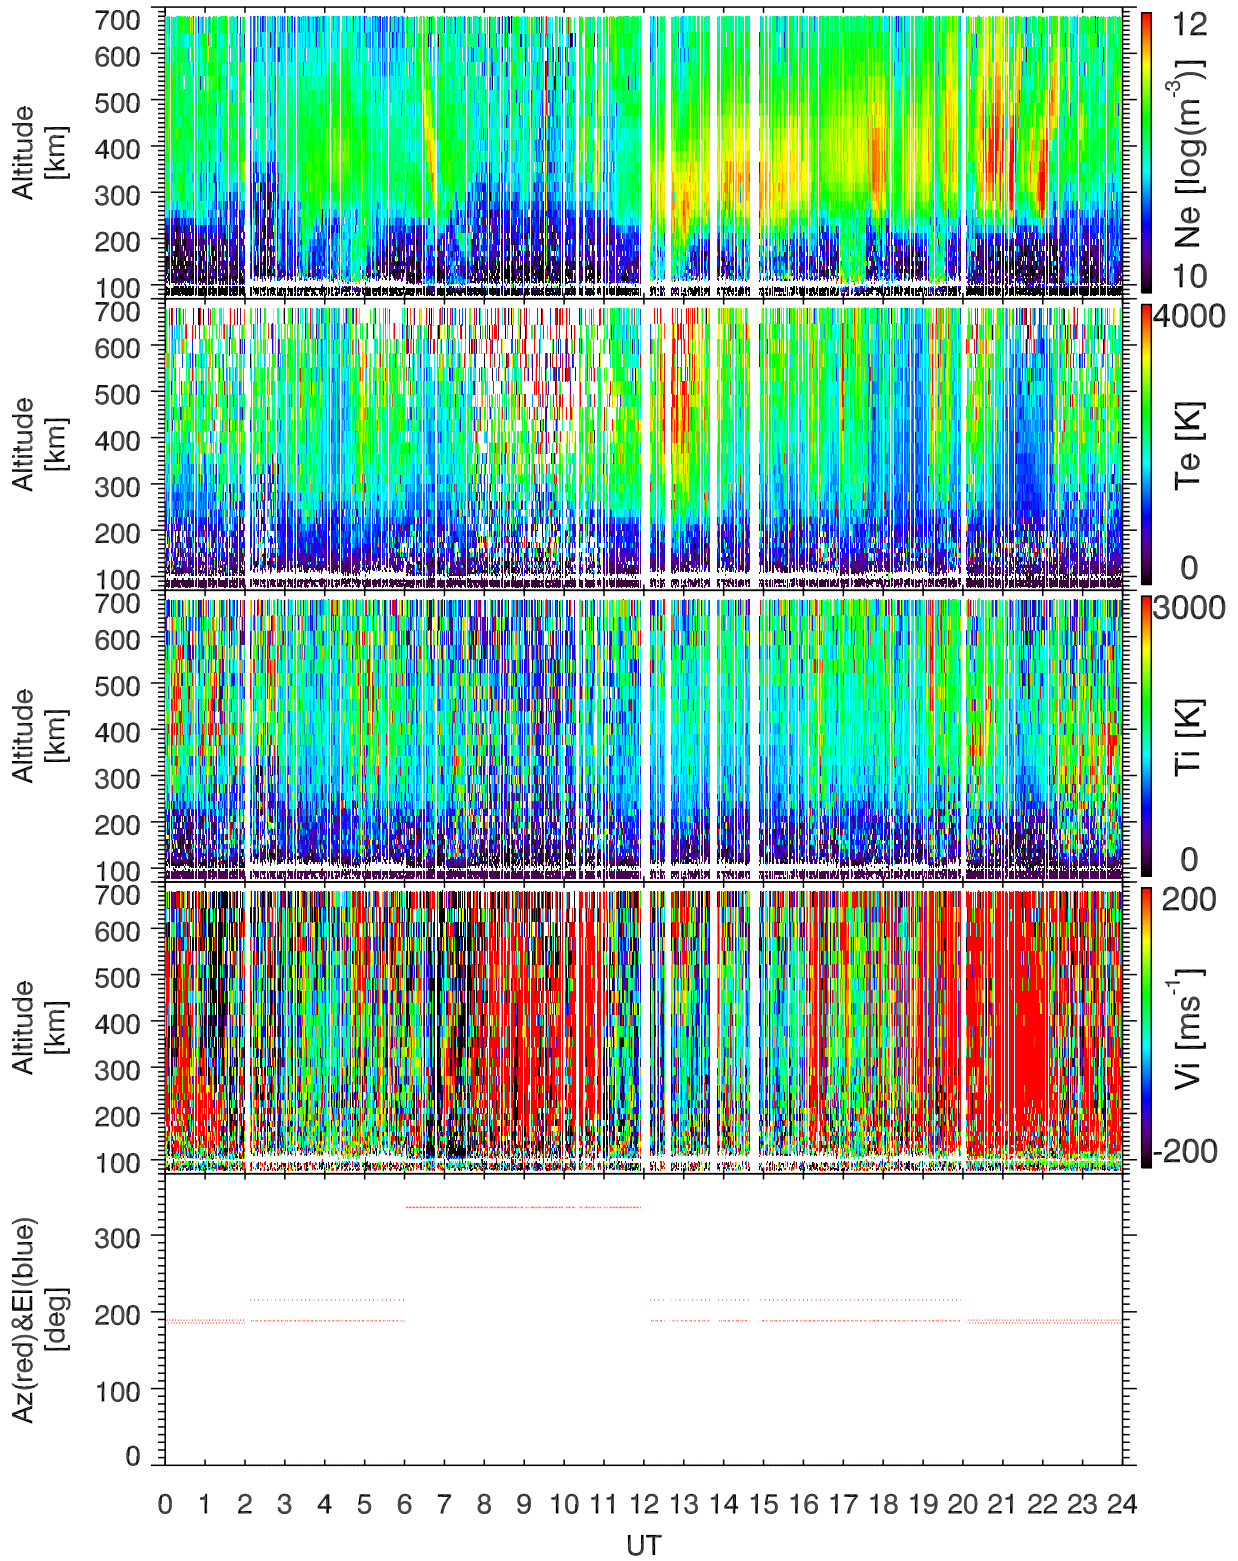 700
600
500
400
300
200
100
Altitude
[km]
12
10
Ne [log(m⁻³)]
700
600
500
400
300
200
100
Altitude
[km]
4000
0
Te [K]
700
600
500
400
300
200
100
Altitude
[km]
3000
0
Ti [K]
700
600
500
400
300
200
100
Altitude
[km]
200
-200
Vi [ms⁻¹]
300
200
100
0
Az(red)&El(blue)
[deg]
0 1 2 3 4 5 6 7 8 9 10 11 12 13 14 15 16 17 18 19 20 21 22 23 24
UT